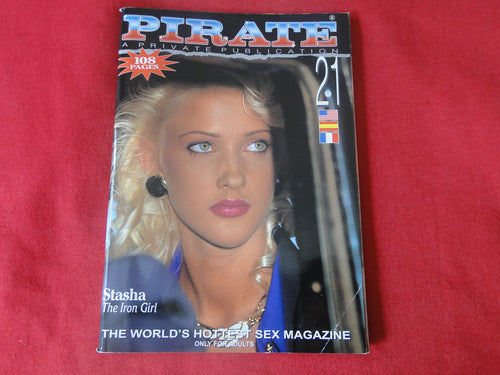 PIRATE®
A PRIVATE PUBLICATION
108
PAGES
21
Stasha
The Iron Girl
THE WORLD'S HOTTEST SEX MAGAZINE
ONLY FOR ADULTS